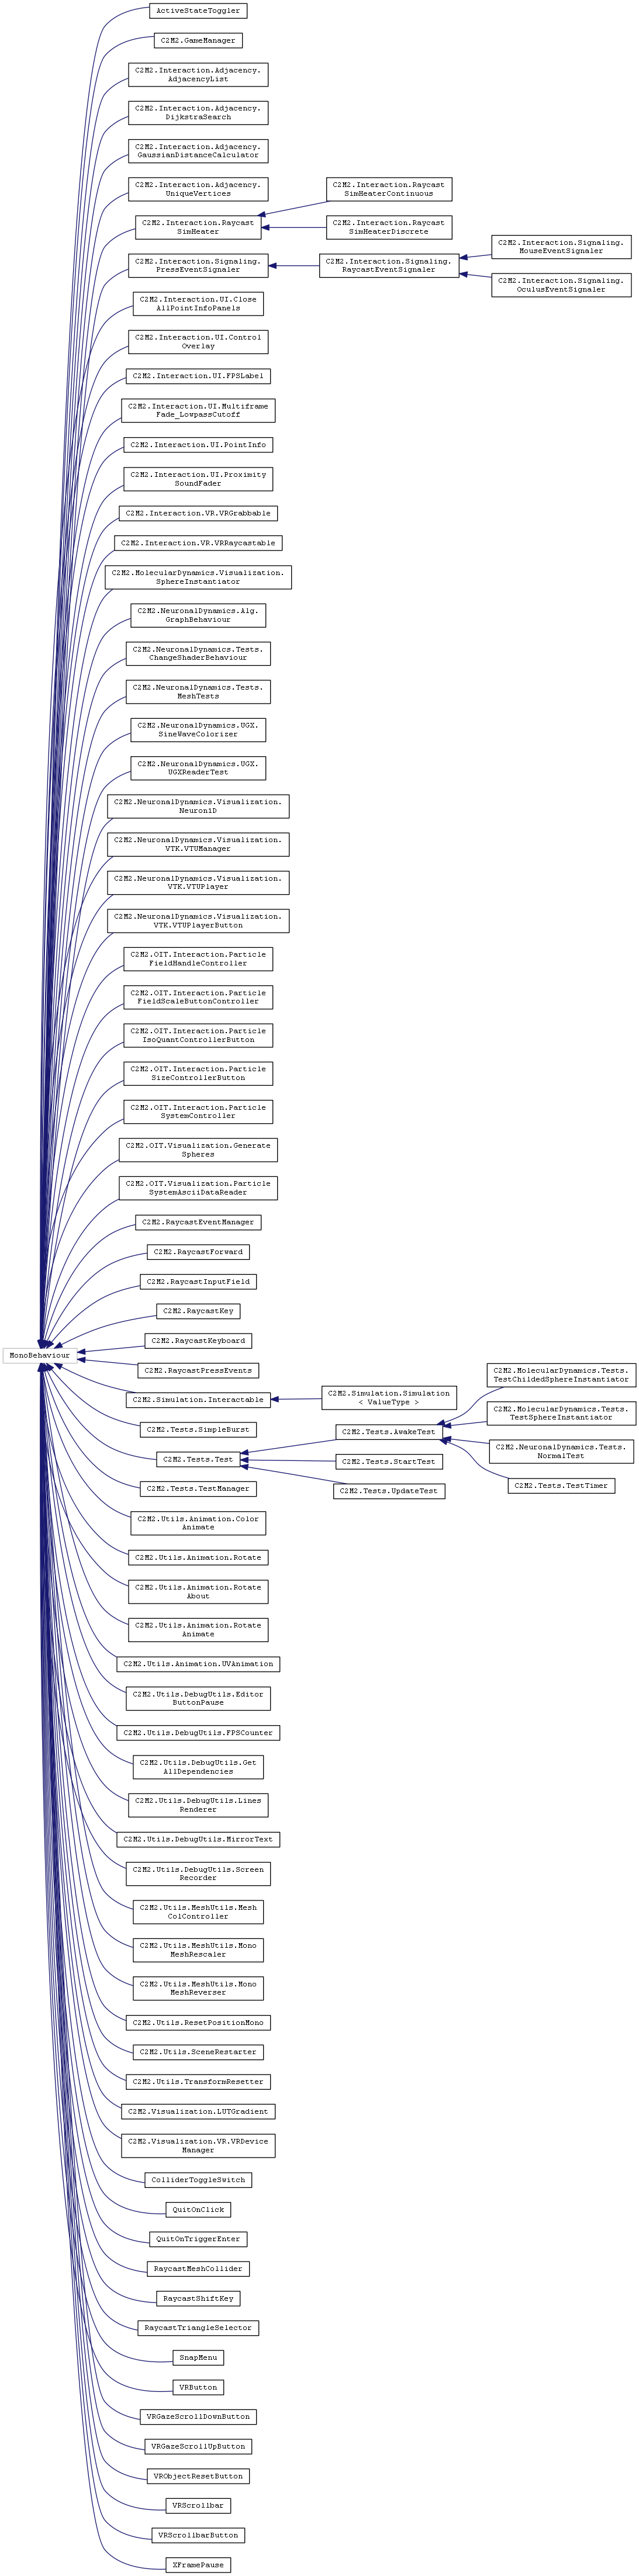 ActiveStateToggler
C2M2.GameManager
C2M2.Interaction.Adjacency.
AdjacencyList
C2M2.Interaction.Adjacency.
DijkstraSearch
C2M2.Interaction.Adjacency.
GaussianDistanceCalculator
C2M2.Interaction.Adjacency.
UniqueVertices
C2M2.Interaction.Raycast
SimHeater
C2M2.Interaction.Raycast
SimHeaterContinuous
C2M2.Interaction.Raycast
SimHeaterDiscrete
C2M2.Interaction.Signaling.
PressEventSignaler
C2M2.Interaction.Signaling.
RaycastEventSignaler
C2M2.Interaction.Signaling.
MouseEventSignaler
C2M2.Interaction.Signaling.
OculusEventSignaler
C2M2.Interaction.UI.Close
AllPointInfoPanels
C2M2.Interaction.UI.Control
Overlay
C2M2.Interaction.UI.FPSLabel
C2M2.Interaction.UI.Multiframe
Fade_LowpassCutoff
C2M2.Interaction.UI.PointInfo
C2M2.Interaction.UI.Proximity
SoundFader
C2M2.Interaction.VR.VRGrabbable
C2M2.Interaction.VR.VRRaycastable
C2M2.MolecularDynamics.Visualization.
SphereInstantiator
C2M2.NeuronalDynamics.Alg.
GraphBehaviour
C2M2.NeuronalDynamics.Tests.
ChangeShaderBehaviour
C2M2.NeuronalDynamics.Tests.
MeshTests
C2M2.NeuronalDynamics.UGX.
SineWaveColorizer
C2M2.NeuronalDynamics.UGX.
UGXReaderTest
C2M2.NeuronalDynamics.Visualization.
Neuron1D
C2M2.NeuronalDynamics.Visualization.
VTK.VTUManager
C2M2.NeuronalDynamics.Visualization.
VTK.VTUPlayer
C2M2.NeuronalDynamics.Visualization.
VTK.VTUPlayerButton
C2M2.OIT.Interaction.Particle
FieldHandleController
C2M2.OIT.Interaction.Particle
FieldScaleButtonController
C2M2.OIT.Interaction.Particle
IsoQuantControllerButton
C2M2.OIT.Interaction.Particle
SizeControllerButton
C2M2.OIT.Interaction.Particle
SystemController
C2M2.OIT.Visualization.Generate
Spheres
C2M2.OIT.Visualization.Particle
SystemAsciiDataReader
C2M2.RaycastEventManager
C2M2.RaycastForward
C2M2.RaycastInputField
C2M2.RaycastKey
C2M2.RaycastKeyboard
MonoBehaviour
C2M2.RaycastPressEvents
C2M2.Simulation.Interactable
C2M2.Simulation.Simulation
< ValueType >
C2M2.Tests.SimpleBurst
C2M2.Tests.Test
C2M2.Tests.AwakeTest
C2M2.MolecularDynamics.Tests.
TestChildedSphereInstantiator
C2M2.MolecularDynamics.Tests.
TestSphereInstantiator
C2M2.NeuronalDynamics.Tests.
NormalTest
C2M2.Tests.TestTimer
C2M2.Tests.StartTest
C2M2.Tests.UpdateTest
C2M2.Tests.TestManager
C2M2.Utils.Animation.Color
Animate
C2M2.Utils.Animation.Rotate
C2M2.Utils.Animation.Rotate
About
C2M2.Utils.Animation.Rotate
Animate
C2M2.Utils.Animation.UVAnimation
C2M2.Utils.DebugUtils.Editor
ButtonPause
C2M2.Utils.DebugUtils.FPSCounter
C2M2.Utils.DebugUtils.Get
AllDependencies
C2M2.Utils.DebugUtils.Lines
Renderer
C2M2.Utils.DebugUtils.MirrorText
C2M2.Utils.DebugUtils.Screen
Recorder
C2M2.Utils.MeshUtils.Mesh
ColController
C2M2.Utils.MeshUtils.Mono
MeshRescaler
C2M2.Utils.MeshUtils.Mono
MeshReverser
C2M2.Utils.ResetPositionMono
C2M2.Utils.SceneRestarter
C2M2.Utils.TransformResetter
C2M2.Visualization.LUTGradient
C2M2.Visualization.VR.VRDevice
Manager
ColliderToggleSwitch
QuitOnClick
QuitOnTriggerEnter
RaycastMeshCollider
RaycastShiftKey
RaycastTriangleSelector
SnapMenu
VRButton
VRGazeScrollDownButton
VRGazeScrollUpButton
VRObjectResetButton
VRScrollbar
VRScrollbarButton
XFramePause